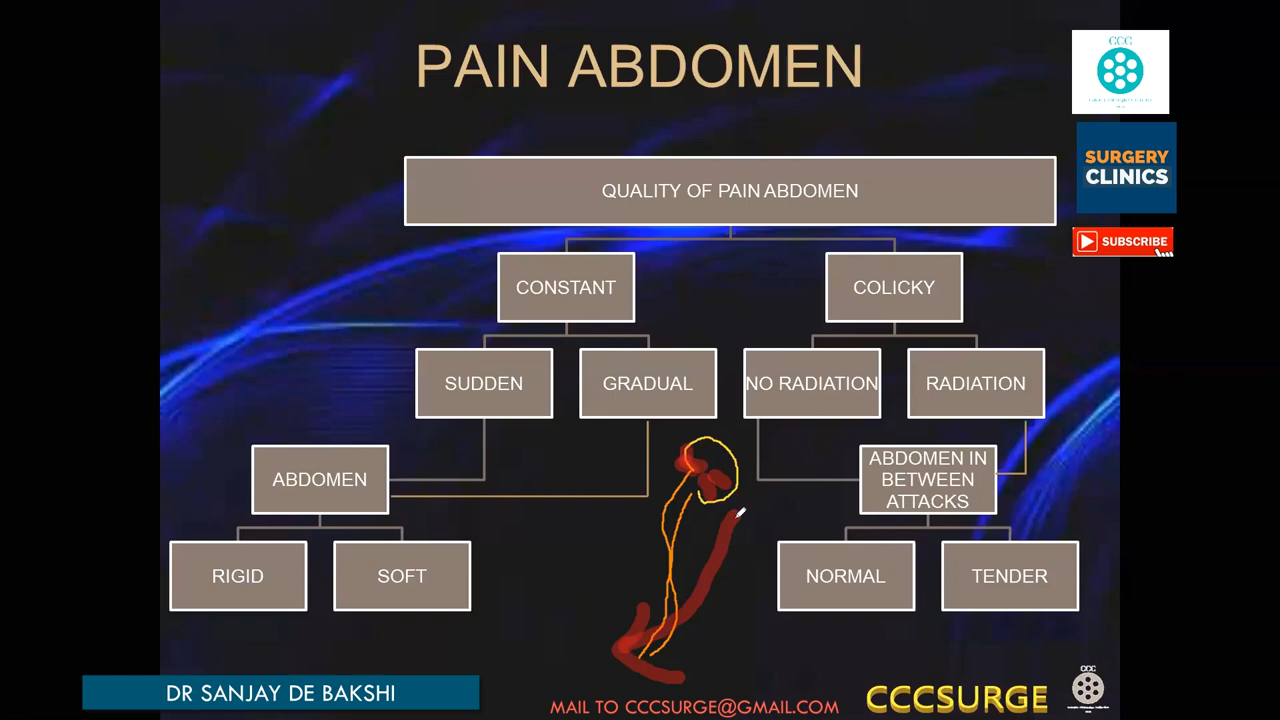 PAIN ABDOMEN
CCC
SURGERY
CLINICS
SUBSCRIBE
QUALITY OF PAIN ABDOMEN
CONSTANT
COLICKY
SUDDEN
GRADUAL
NO RADIATION
RADIATION
ABDOMEN
ABDOMEN IN
BETWEEN
ATTACKS
RIGID
SOFT
NORMAL
TENDER
DR SANJAY DE BAKSHI
MAIL TO CCCSURGE@GMAIL.COM
CCCSURGE
CCC